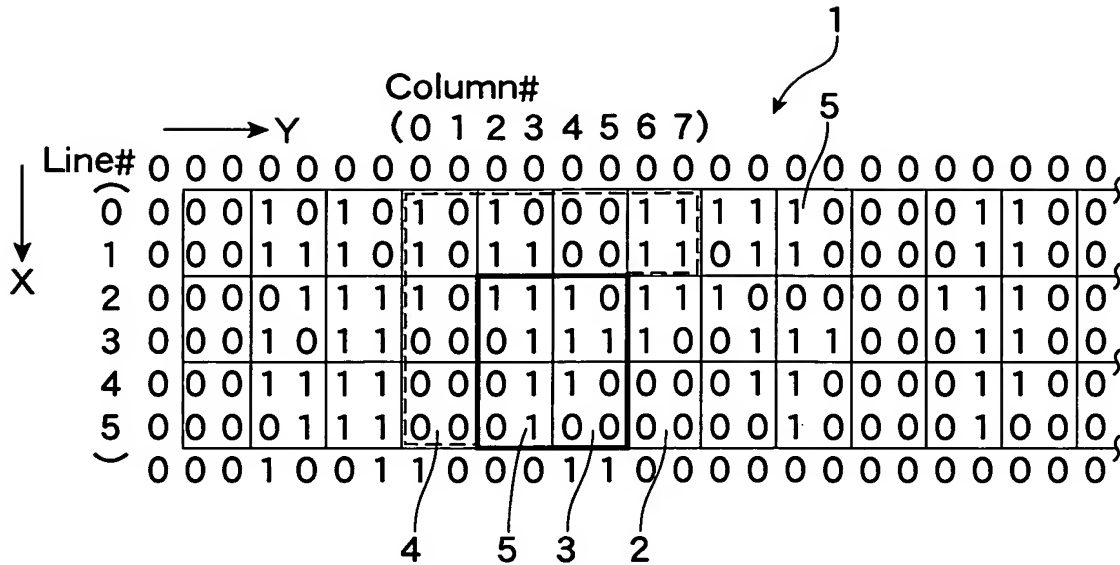 1
Column#
5
Y
(0 1 2 3 4 5 6 7)
Line# 0 0 0 0 0 0 0 0 0 0 0 0 0 0 0 0 0 0 0 0 0 0 0 0 0 0
(
0 0 0 0 1 0 1 0 1 0 1 0 0 0 1 1 1 1 1 0 0 0 0 1 1 0 0
1 0 0 0 1 1 1 0 1 0 1 1 0 0 1 1 0 1 1 0 0 0 0 1 1 0 0
X
2 0 0 0 0 1 1 1 1 0 1 1 1 0 1 1 1 0 0 0 0 0 1 1 1 0 0
3 0 0 0 1 0 1 1 0 0 0 1 1 1 1 0 0 1 1 1 0 0 0 1 1 0 0
4 0 0 0 1 1 1 1 0 0 0 1 1 0 0 0 0 1 1 0 0 0 0 1 1 0 0
5 0 0 0 0 1 1 1 0 0 0 1 0 0 0 0 0 0 1 0 0 0 0 1 0 0 0
)
0 0 0 1 0 0 1 1 0 0 0 1 1 0 0 0 0 0 0 0 0 0 0 0 0 0
4 5 3 2